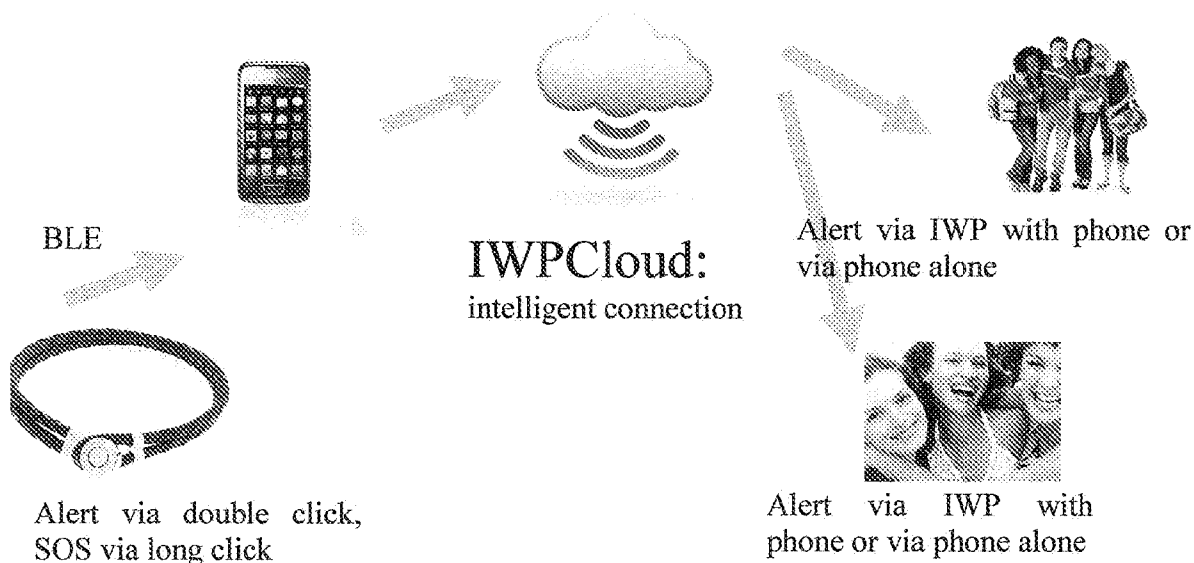 BLE
Alert via double click,
SOS via long click
IWPCloud:
intelligent connection
Alert via IWP with phone or
via phone alone
Alert via IWP with
phone or via phone alone